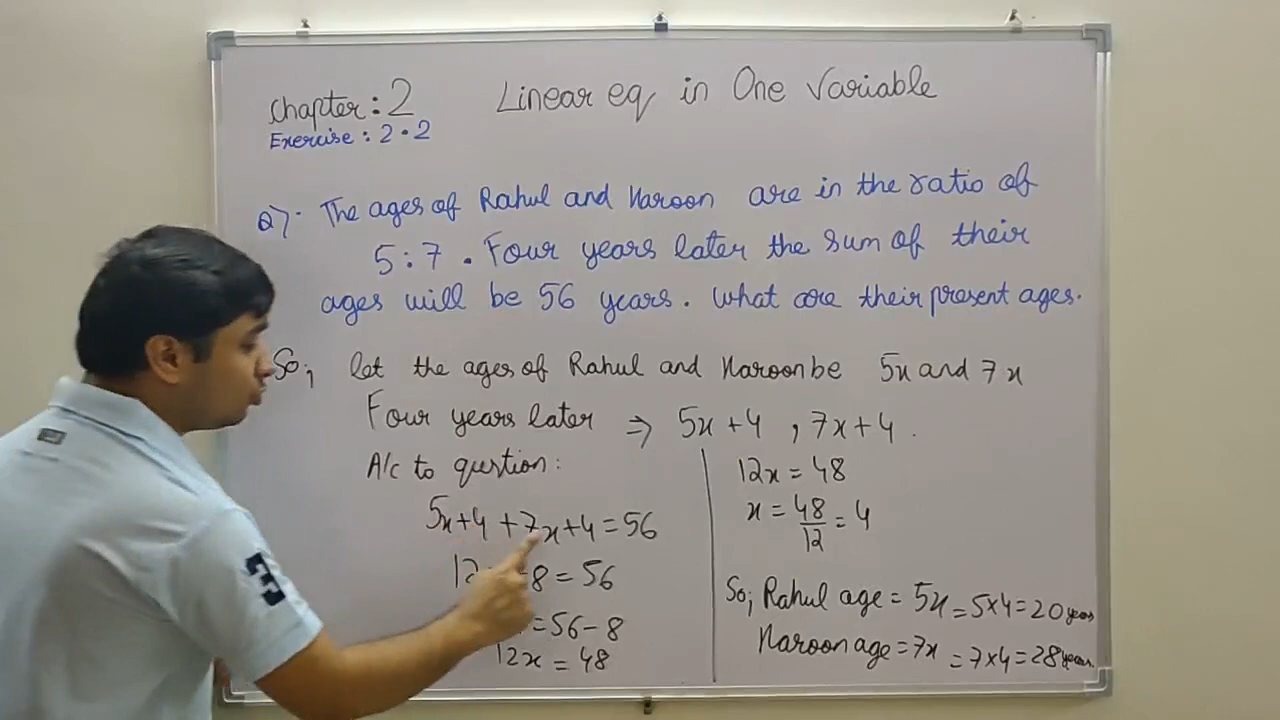 Chapter : 2 Linear eq in One Variable
Exercise : 2.2
Q7. The ages of Rahul and Haroon are in the ratio of
5:7. Four years later the sum of their
ages will be 56 years. What are their present ages.
So; let the ages of Rahul and Haroon be 5x and 7x
Four years later ⇒ 5x+4 , 7x+4.
A/c to question:
5x+4+7x+4=56
12 8=56
=56-8
12x=48
12x=48
x=48/12=4
So; Rahul age=5x=5×4=20 years
Haroon age=7x=7×4=28 years
3